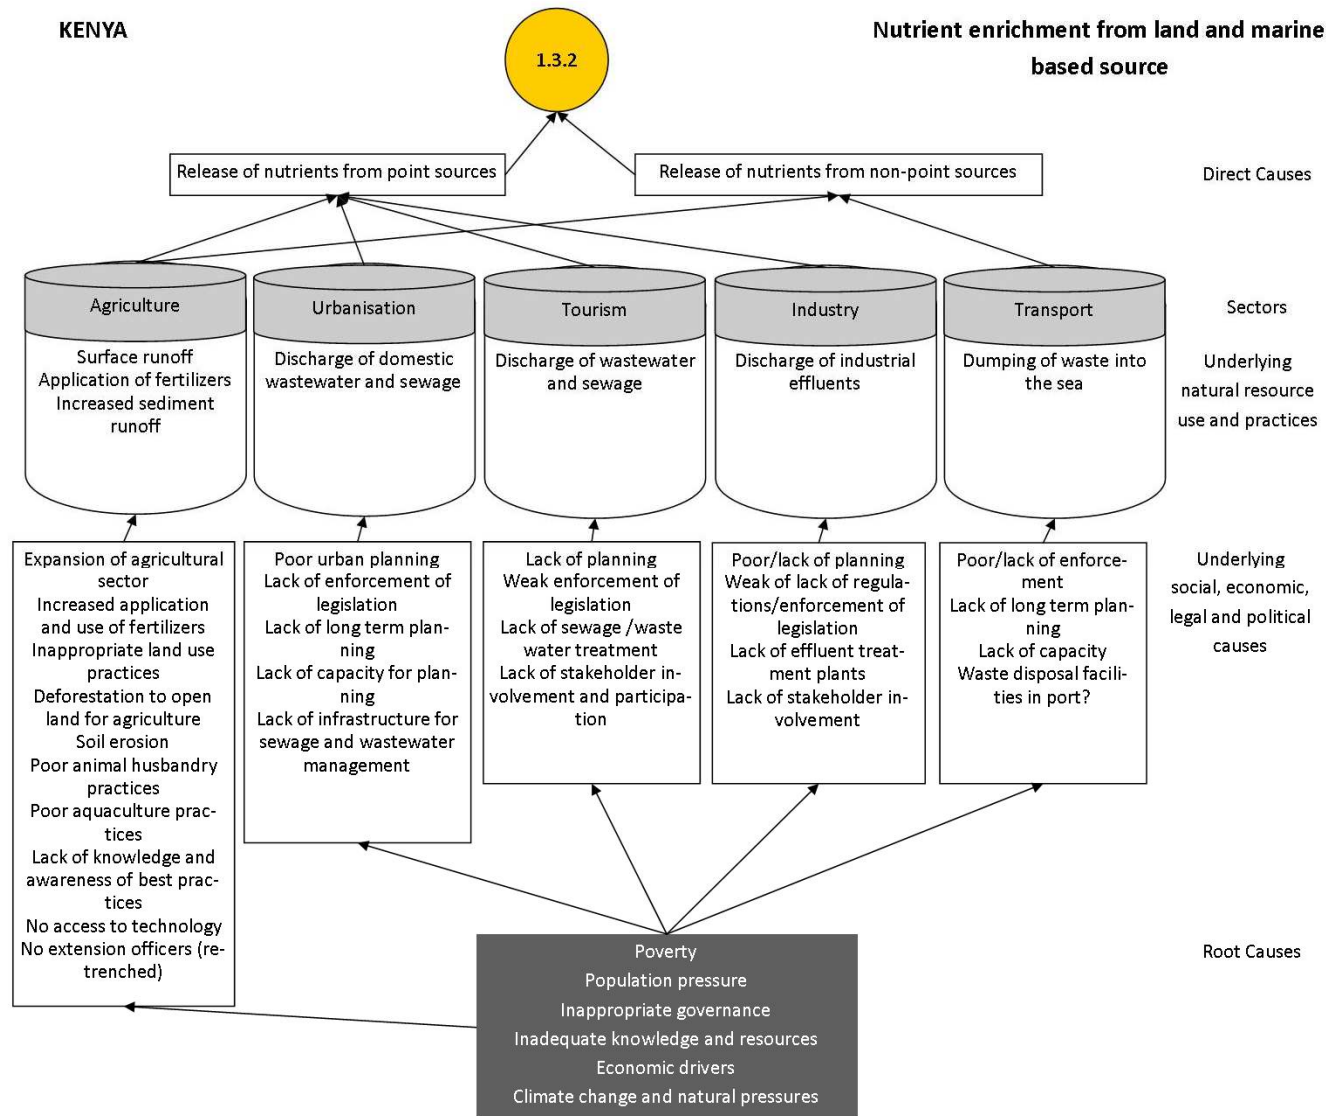 KENYA
1.3.2
Nutrient enrichment from land and marine
based source
Release of nutrients from point sources
Release of nutrients from non-point sources
Direct Causes
Agriculture
Urbanisation
Tourism
Industry
Transport
Sectors
Surface runoff
Application of fertilizers
Increased sediment
runoff
Discharge of domestic
wastewater and sewage
Discharge of wastewater
and sewage
Discharge of industrial
effluents
Dumping of waste into
the sea
Underlying
natural resource
use and practices
Expansion of agricultural
sector
Increased application
and use of fertilizers
Inappropriate land use
practices
Deforestation to open
land for agriculture
Soil erosion
Poor animal husbandry
practices
Poor aquaculture prac-
tices
Lack of knowledge and
awareness of best prac-
tices
No access to technology
No extension officers (re-
trenched)
Poor urban planning
Lack of enforcement of
legislation
Lack of long term plan-
ning
Lack of capacity for plan-
ning
Lack of infrastructure for
sewage and wastewater
management
Lack of planning
Weak enforcement of
legislation
Lack of sewage /waste
water treatment
Lack of stakeholder in-
volvement and participa-
tion
Poor/lack of planning
Weak of lack of regula-
tions/enforcement of
legislation
Lack of effluent treat-
ment plants
Lack of stakeholder in-
volvement
Poor/lack of enforce-
ment
Lack of long term plan-
ning
Lack of capacity
Waste disposal facili-
ties in port?
Underlying
social, economic,
legal and political
causes
Poverty
Population pressure
Inappropriate governance
Inadequate knowledge and resources
Economic drivers
Climate change and natural pressures
Root Causes